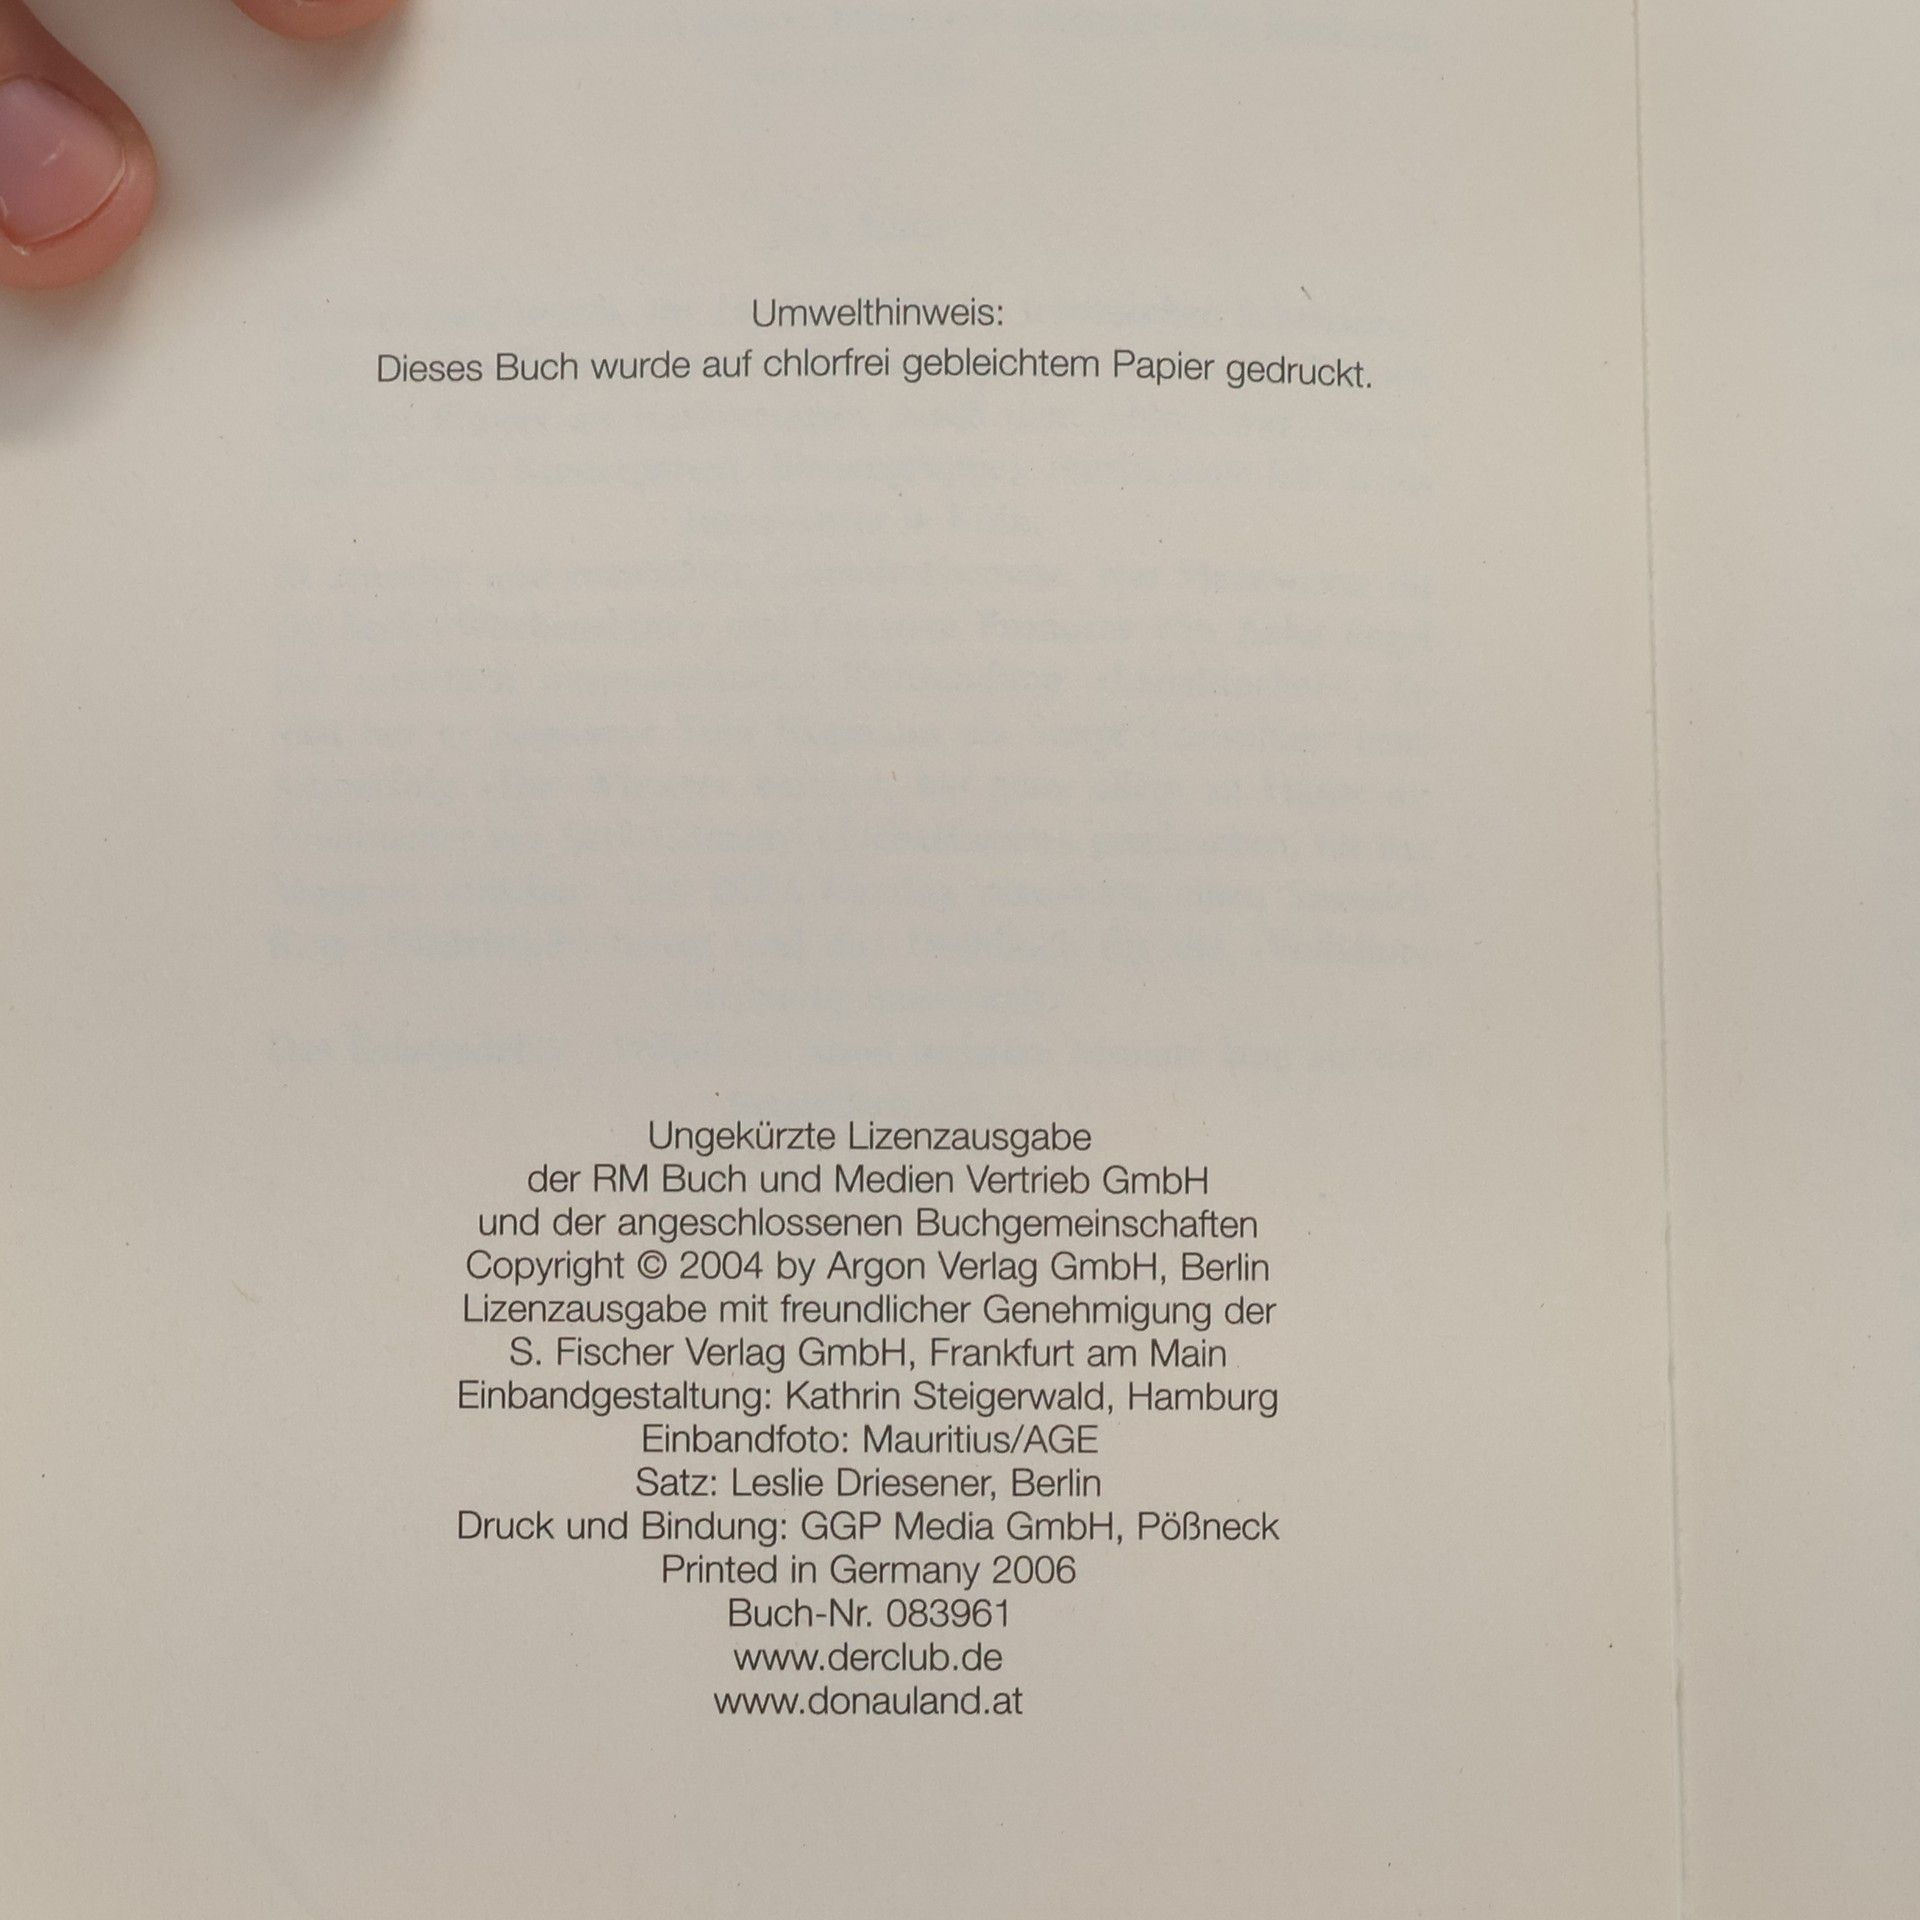 Umwelthinweis:
Dieses Buch wurde auf chlorfrei gebleichtem Papier gedruckt.
Ungekürzte Lizenzausgabe
der RM Buch und Medien Vertrieb GmbH
und der angeschlossenen Buchgemeinschaften
Copyright © 2004 by Argon Verlag GmbH, Berlin
Lizenzausgabe mit freundlicher Genehmigung der
S. Fischer Verlag GmbH, Frankfurt am Main
Einbandgestaltung: Kathrin Steigerwald, Hamburg
Einbandfoto: Mauritius/AGE
Satz: Leslie Driesener, Berlin
Druck und Bindung: GGP Media GmbH, Pößneck
Printed in Germany 2006
Buch-Nr. 083961
www.derclub.de
www.donauland.at